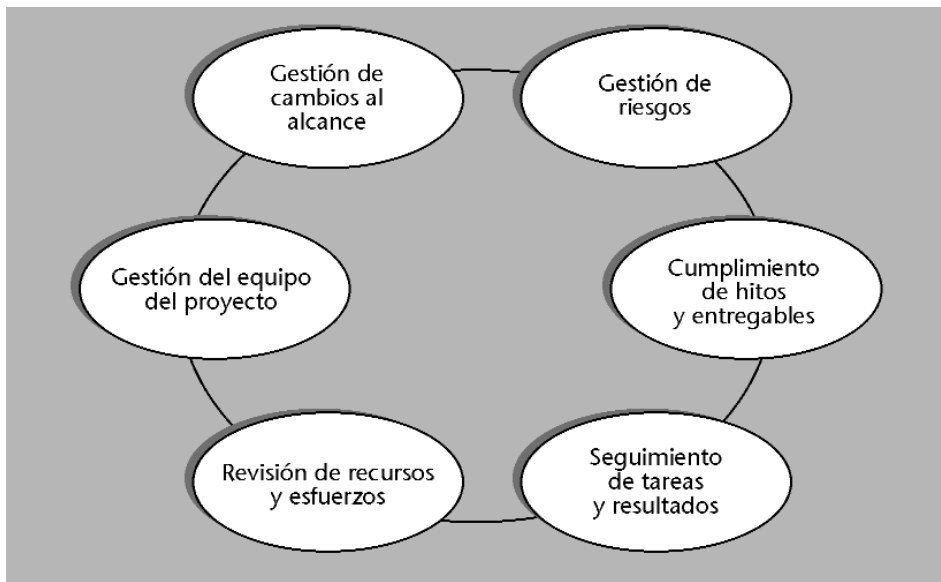 Gestión de
cambios al
alcance
Gestión de
riesgos
Gestión del equipo
del proyecto
Cumplimiento
de hitos
y entregables
Revisión de recursos
y esfuerzos
Seguimiento
de tareas
y resultados